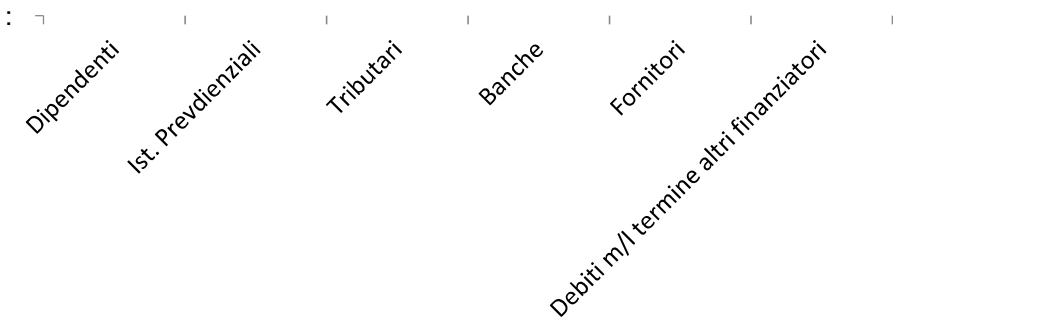 :
Dipendenti
Ist. Prevdienziali
Tributari
Banche
Fornitori
Debiti m/l termine altri finanziatori